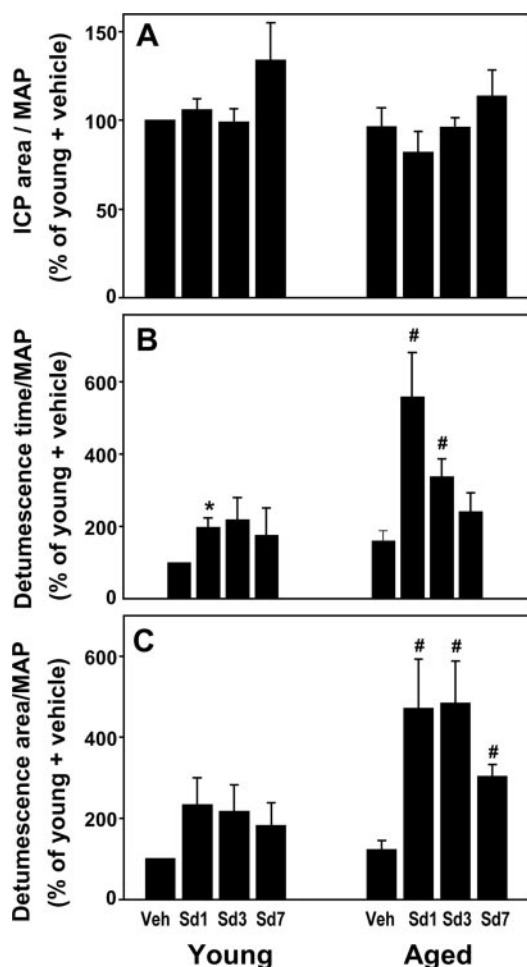 A
ICP area / MAP
(% of young + vehicle)
150
100
50
0
B
Detumescence time/MAP
(% of young + vehicle)
600
400
200
0
*
#
#
C
Detumescence area/MAP
(% of young + vehicle)
600
400
200
0
#
#
#
Veh Sd1 Sd3 Sd7
Veh Sd1 Sd3 Sd7
Young
Aged